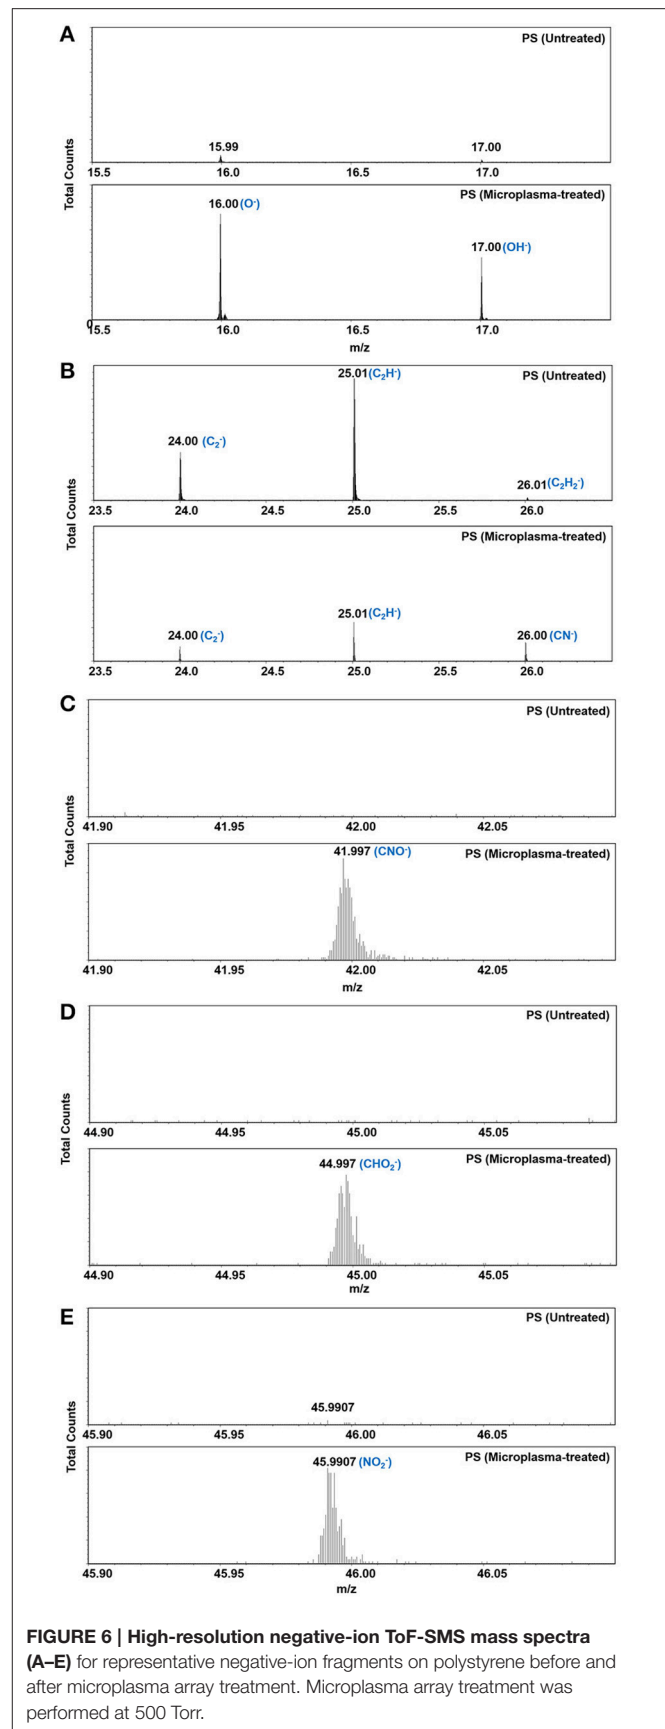 A
PS (Untreated)
15.99
17.00
15.5 16.0 16.5 17.0
Total Counts
PS (Microplasma-treated)
16.00 (O-)
17.00 (OH-)
0
15.5 16.0 16.5 17.0
m/z
B
25.01 (C2H-)
PS (Untreated)
24.00 (C2-)
26.01 (C2H2-)
23.5 24.0 24.5 25.0 25.5 26.0
Total Counts
PS (Microplasma-treated)
25.01 (C2H-)
24.00 (C2-)
26.00 (CN-)
23.5 24.0 24.5 25.0 25.5 26.0
C
PS (Untreated)
41.90 41.95 42.00 42.05
Total Counts
41.997 (CNO-)
PS (Microplasma-treated)
41.90 41.95 42.00 42.05
m/z
D
PS (Untreated)
44.90 44.95 45.00 45.05
Total Counts
44.997 (CHO2-)
PS (Microplasma-treated)
44.90 44.95 45.00 45.05
m/z
E
PS (Untreated)
45.9907
45.90 45.95 46.00 46.05
Total Counts
45.9907 (NO2-)
PS (Microplasma-treated)
45.90 45.95 46.00 46.05
m/z
FIGURE 6 | High-resolution negative-ion ToF-SMS mass spectra
(A–E) for representative negative-ion fragments on polystyrene before and
after microplasma array treatment. Microplasma array treatment was
performed at 500 Torr.